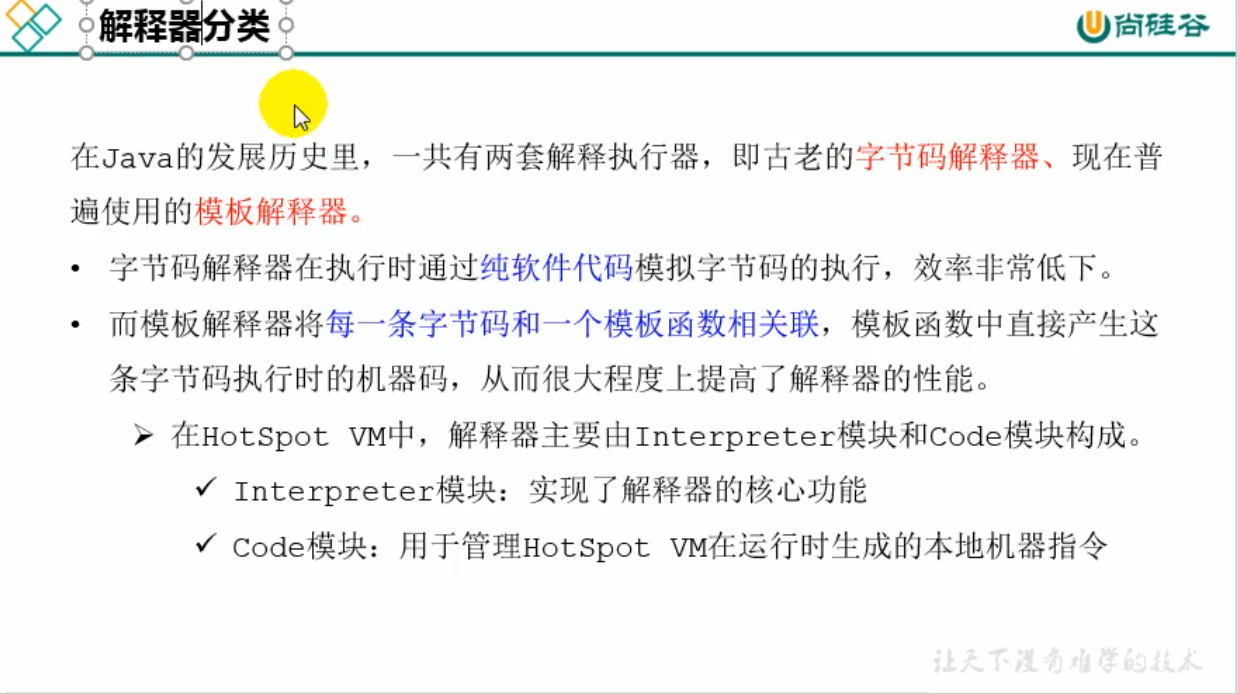 解释器分类
尚硅谷
在Java的发展历史里，一共有两套解释执行器，即古老的字节码解释器、现在普
遍使用的模板解释器。
• 字节码解释器在执行时通过纯软件代码模拟字节码的执行，效率非常低下。
• 而模板解释器将每一条字节码和一个模板函数相关联，模板函数中直接产生这
条字节码执行时的机器码，从而很大程度上提高了解释器的性能。
➢ 在HotSpot VM中，解释器主要由Interpreter模块和Code模块构成。
✓ Interpreter模块：实现了解释器的核心功能
✓ Code模块：用于管理HotSpot VM在运行时生成的本地机器指令
让天下没有难学的技术